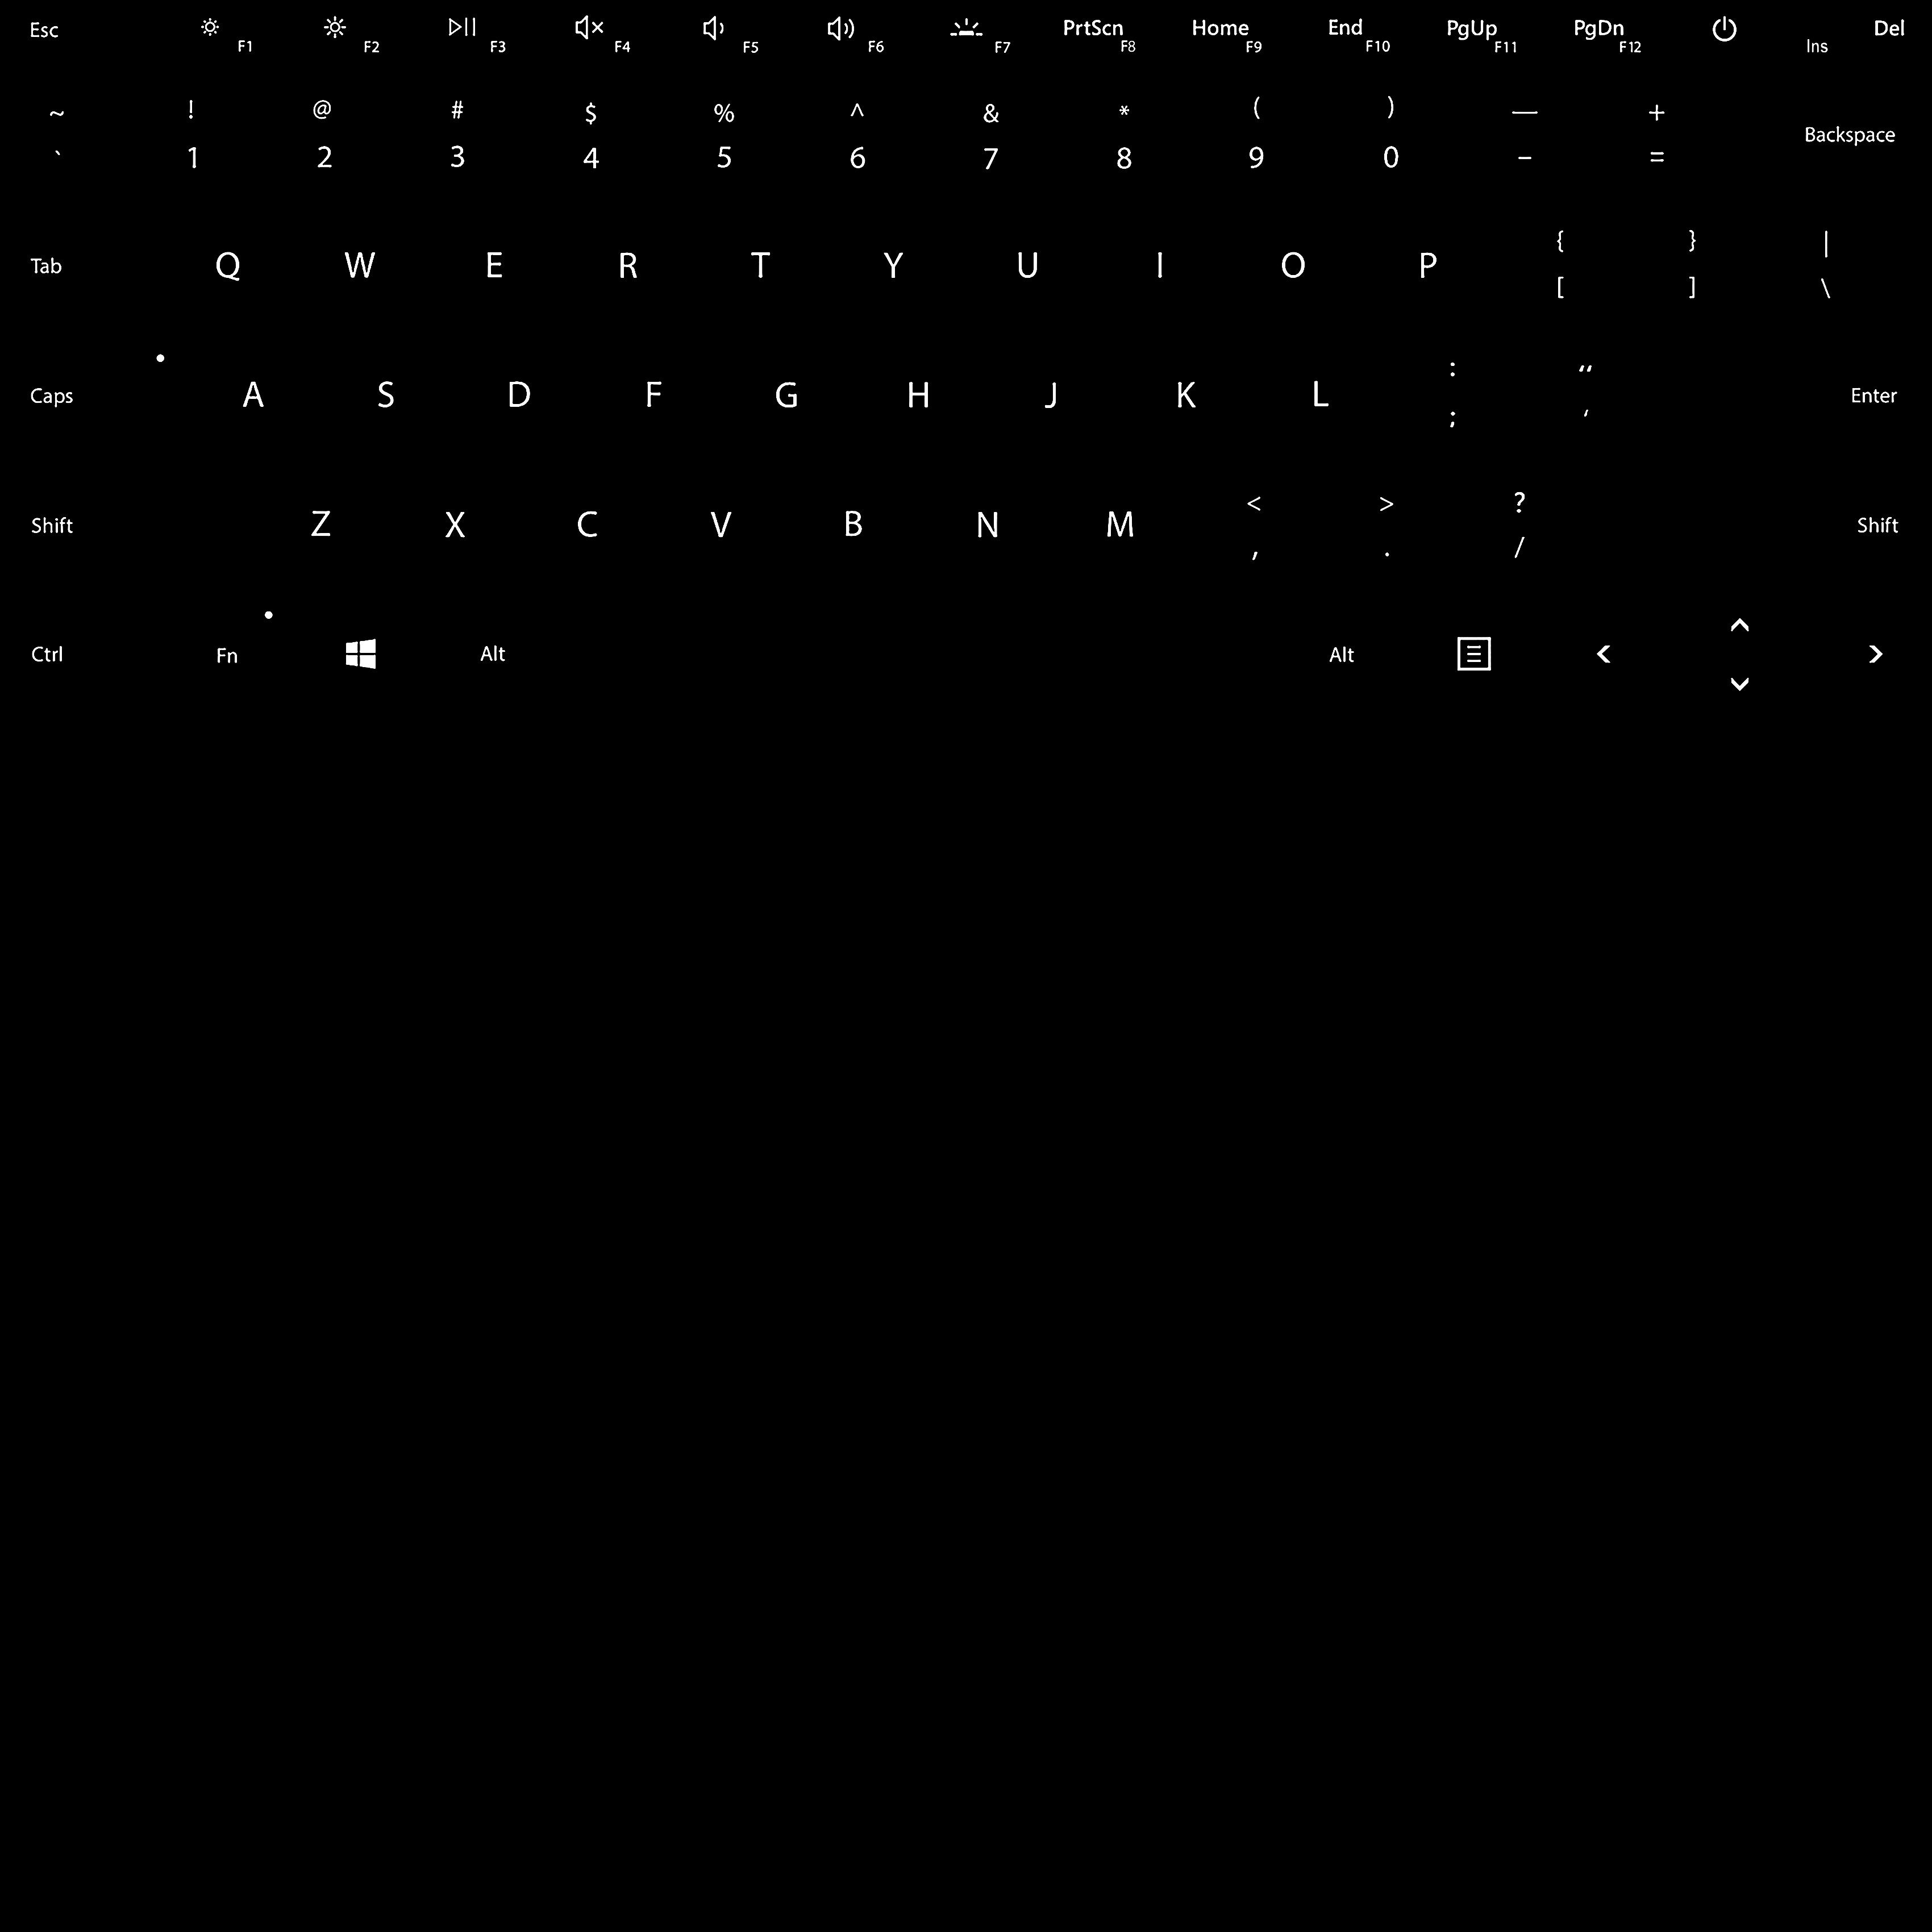 Esc PrtScn Home End PgUp PgDn Del
F1 F2 F3 F4 F5 F6 F7 F8 F9 F10 F11 F12 Ins
~ ! @ # $ % ^ & * ( ) — +
Backspace
` 1 2 3 4 5 6 7 8 9 0 - =
{ } |
Tab Q W E R T Y U I O P
[ ] \
: “
Caps A S D F G H J K L Enter
; ‘
< > ?
Shift Z X C V B N M Shift
, . /
Ctrl Fn Alt Alt